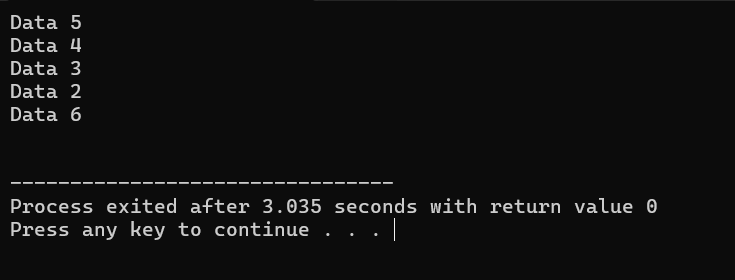 Data 5
Data 4
Data 3
Data 2
Data 6
--------------------------------
Process exited after 3.035 seconds with return value 0
Press any key to continue . . .